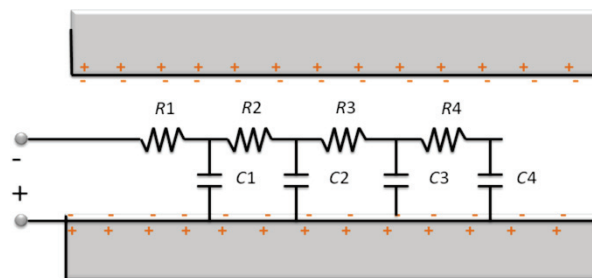 + + + + + + + + + + + +
- - - - - - - - - - - -
R1 R2 R3 R4
-
C1 C2 C3 C4
+
- - - - - - - - - - - -
+ + + + + + + + + + + +